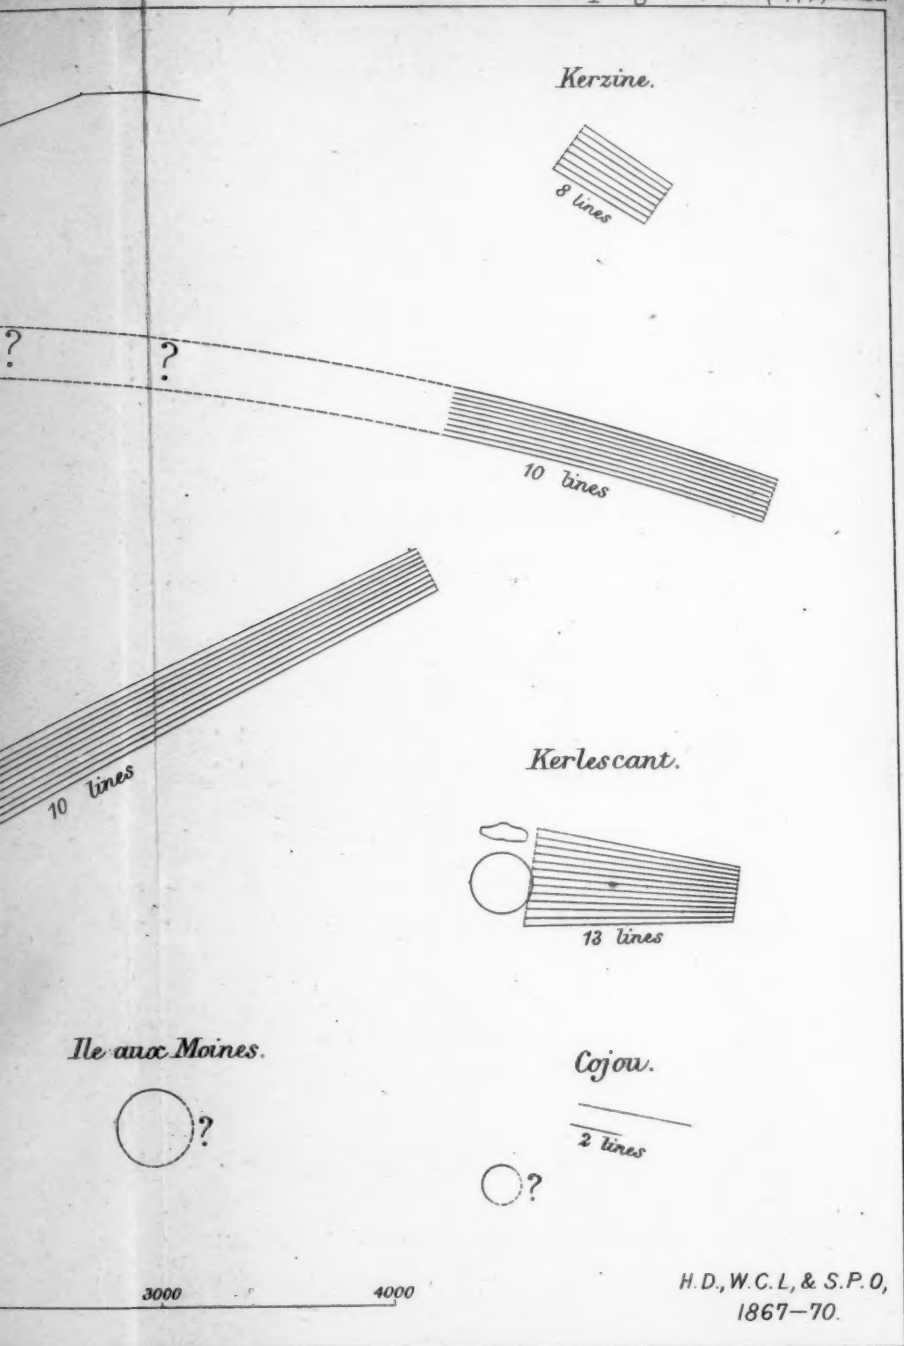 Kerzine.
8 lines
?
?
10 lines
10 lines
Kerlescant.
13 lines
Ile aux Moines.
?
Cojou.
2 lines
?
3000
4000
H.D., W.C.L, & S.P.O,
1867–70.